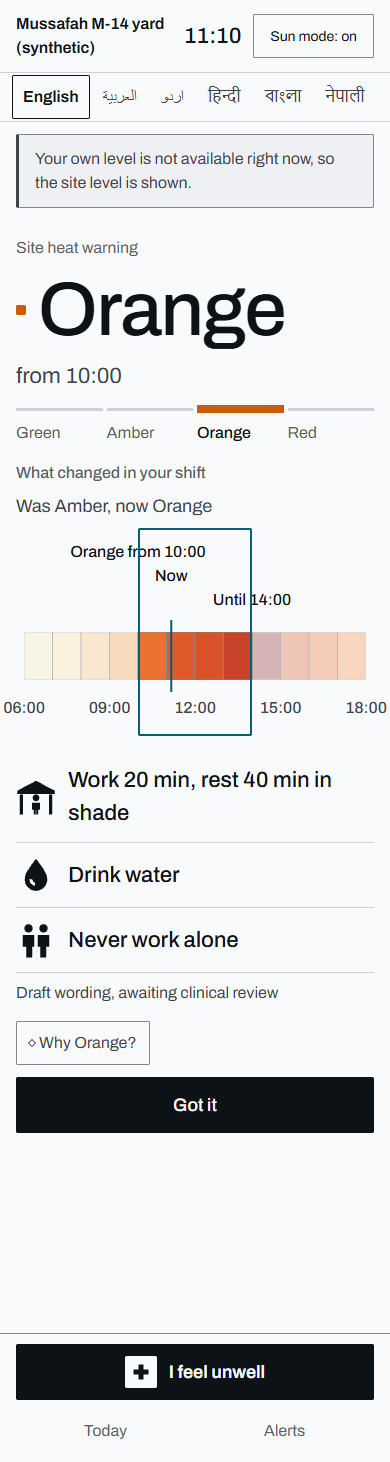 Mussafah M-14 yard
(synthetic)
11:10
Sun mode: on
English
العربية
اردو
हिन्दी
বাংলা
नेपाली
Your own level is not available right now, so
the site level is shown.
Site heat warning
Orange
from 10:00
Green
Amber
Orange
Red
What changed in your shift
Was Amber, now Orange
Orange from 10:00
Now
Until 14:00
06:00
09:00
12:00
15:00
18:00
Work 20 min, rest 40 min in
shade
Drink water
Never work alone
Draft wording, awaiting clinical review
Why Orange?
Got it
I feel unwell
Today
Alerts